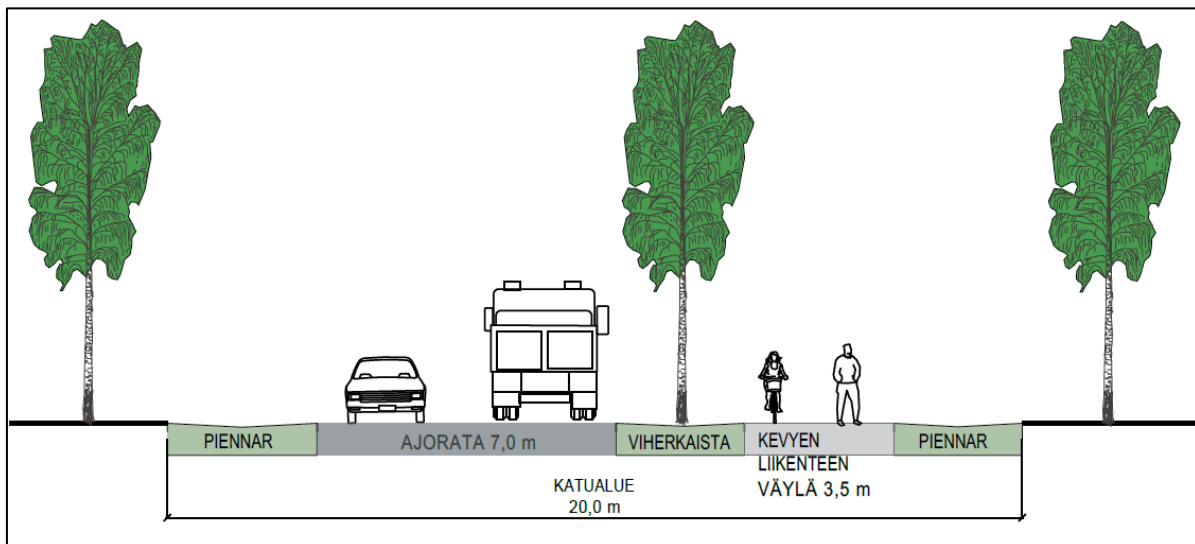 PIENNAR
AJORATA 7,0 m
VIHERKAISTA
KEVYEN
LIIKENTEEN
VÄYLÄ 3,5 m
PIENNAR
KATUALUE
20,0 m